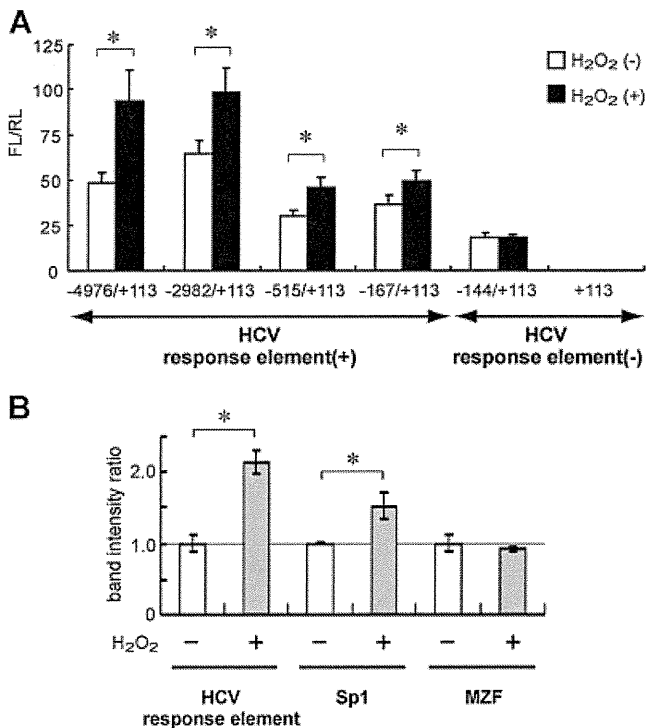 A
125
100
75
50
25
0
FL/RL
* * * *
H₂O₂ (-)
H₂O₂ (+)
-4976/+113 -2982/+113 -515/+113 -167/+113 -144/+113 +113
HCV HCV
response element(+) response element(-)
B
2.0
1.0
0
band intensity ratio
* *
H₂O₂ − + − + − +
HCV Sp1 MZF
response element